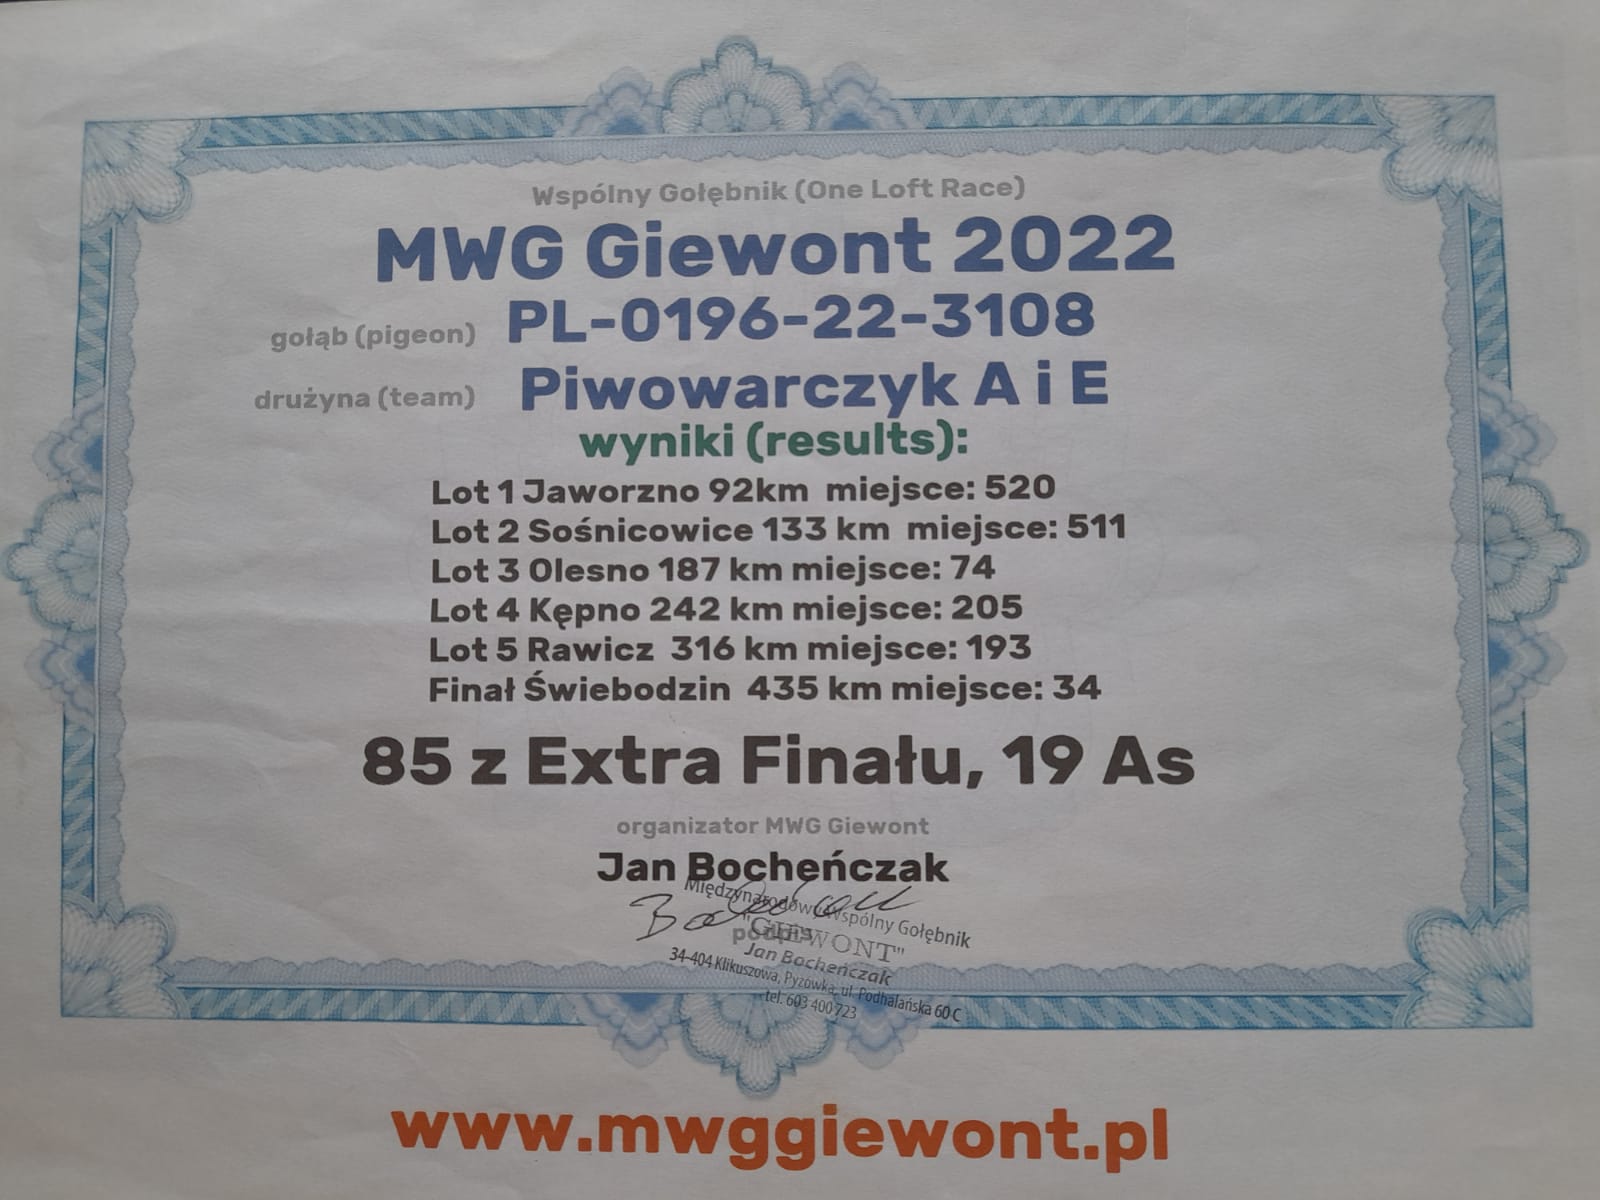 Wspólny Gołębnik (One Loft Race)
MWG Giewont 2022
gołąb (pigeon) PL-0196-22-3108
drużyna (team) Piwowarczyk A i E
wyniki (results):
Lot 1 Jaworzno 92km miejsce: 520
Lot 2 Sośnicowice 133 km miejsce: 511
Lot 3 Olesno 187 km miejsce: 74
Lot 4 Kępno 242 km miejsce: 205
Lot 5 Rawicz 316 km miejsce: 193
Finał Świebodzin 435 km miejsce: 34
85 z Extra Finału, 19 As
organizator MWG Giewont
Jan Bocheńczak
Międzynarodowy Wspólny Gołębnik
podpis
"GIEWONT"
Jan Bocheńczak
34-404 Klikuszowa, Pyzówka, ul. Podhalańska 60 C
tel. 603 400 723
www.mwggiewont.pl